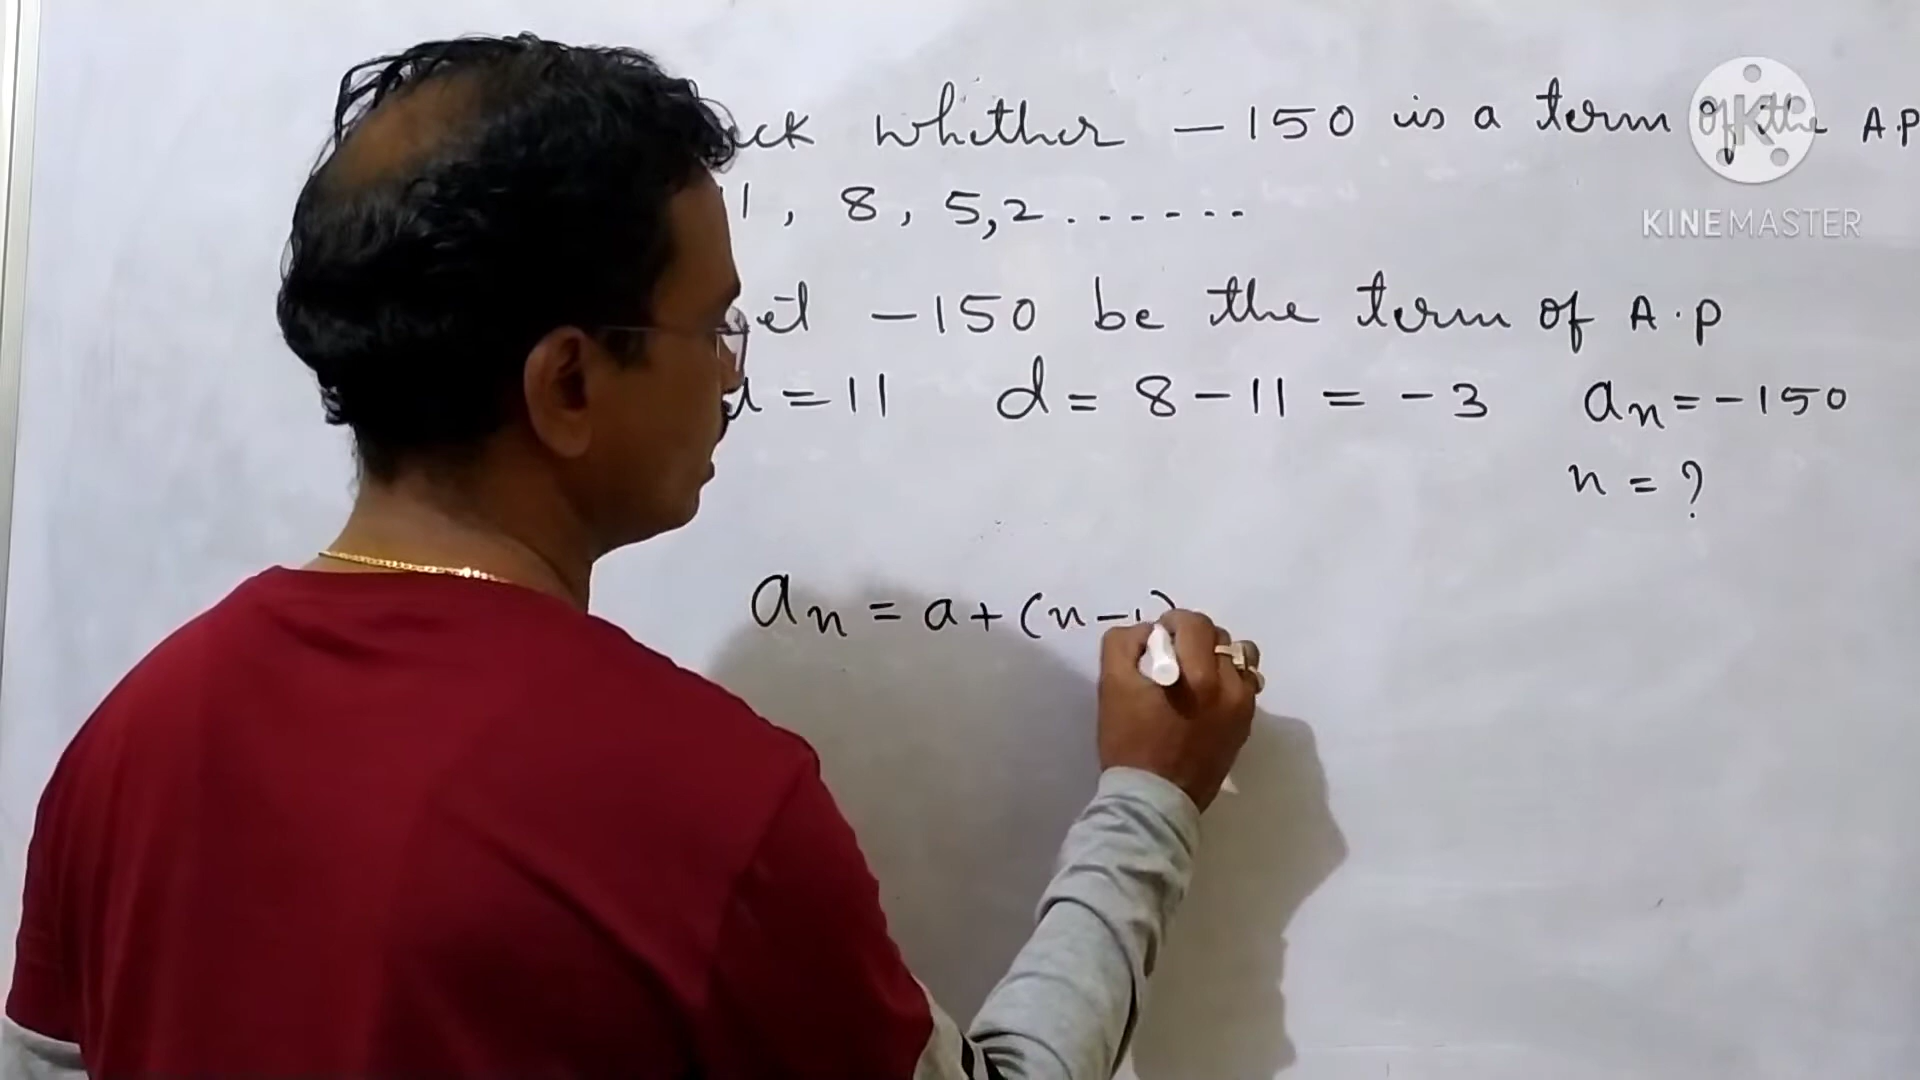 whether -150 is a term of the A.P
1, 8, 5, 2 .......
-150 be the term of A.P
= 11 d = 8 - 11 = -3 an = -150
n = ?
an = a + (n - 1)
K
KINEMASTER